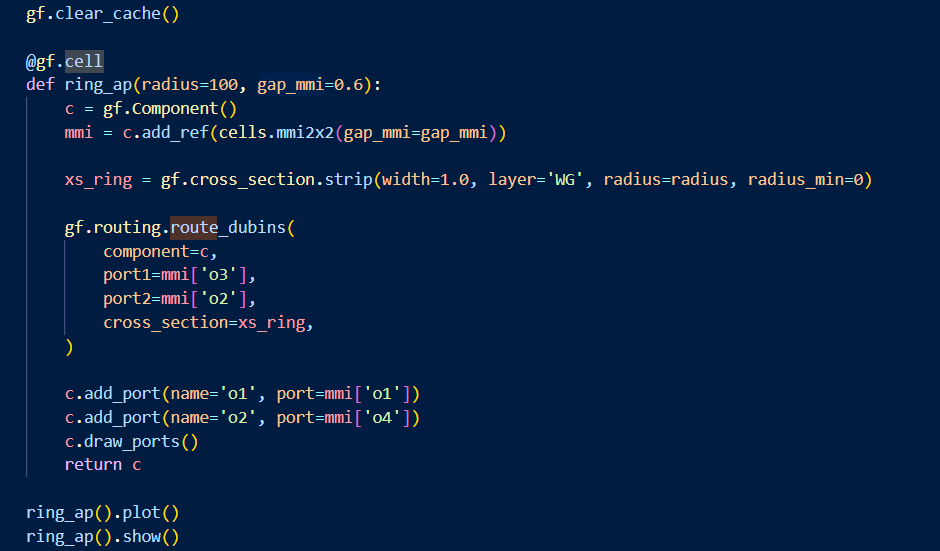 gf.clear_cache()
@gf.cell
def ring_ap(radius=100, gap_mmi=0.6):
    c = gf.Component()
    mmi = c.add_ref(cells.mmi2x2(gap_mmi=gap_mmi))
    xs_ring = gf.cross_section.strip(width=1.0, layer='WG', radius=radius, radius_min=0)
    gf.routing.route_dubins(
        component=c,
        port1=mmi['o3'],
        port2=mmi['o2'],
        cross_section=xs_ring,
    )
    c.add_port(name='o1', port=mmi['o1'])
    c.add_port(name='o2', port=mmi['o4'])
    c.draw_ports()
    return c
ring_ap().plot()
ring_ap().show()